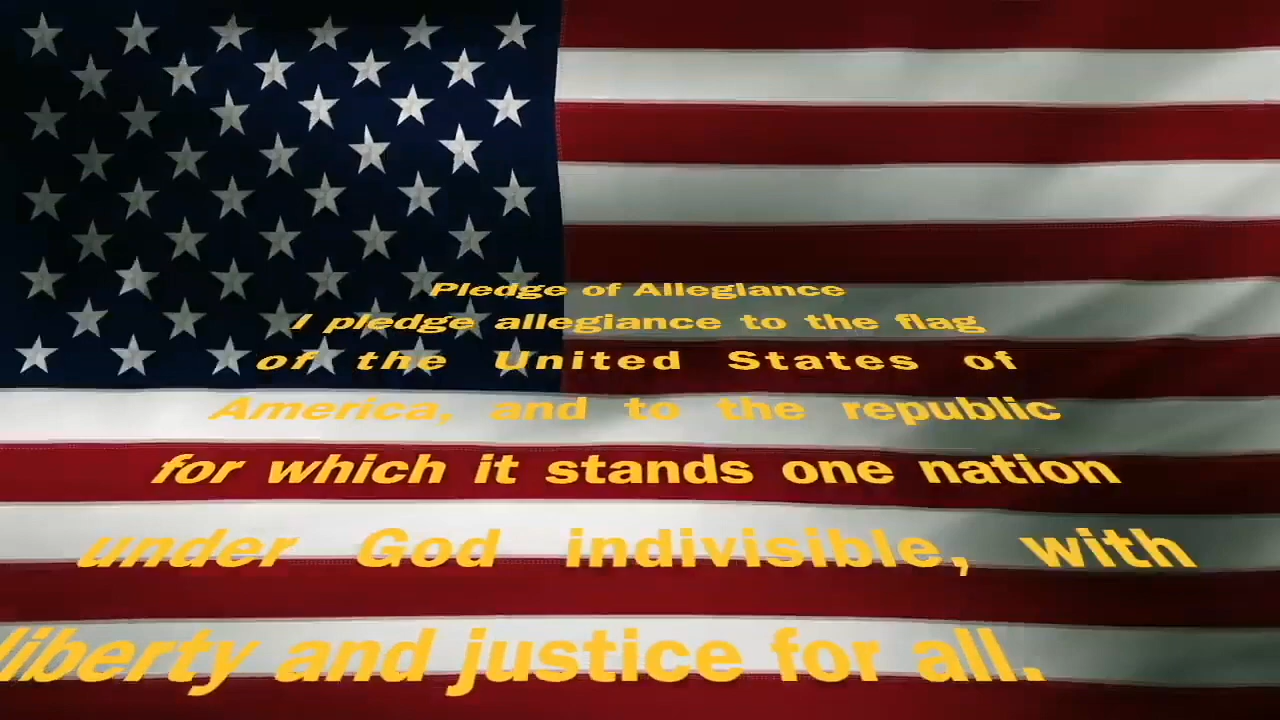 Pledge of Allegiance
I pledge allegiance to the flag
of the United States of
America, and to the republic
for which it stands one nation
under God indivisible, with
liberty and justice for all.